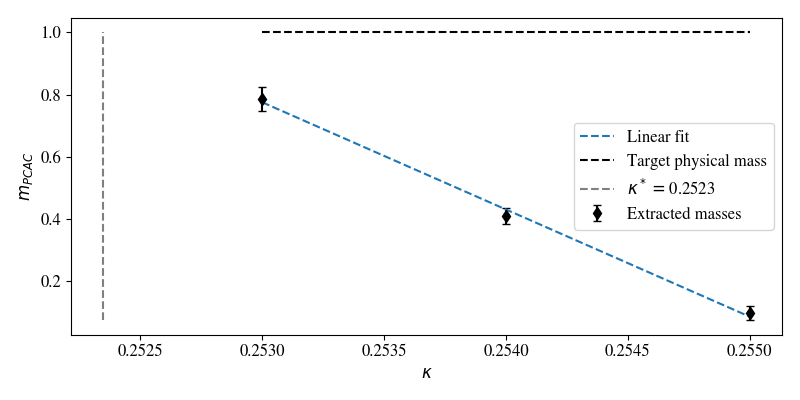 1.0
0.8
0.6
0.4
0.2
m_PCAC
Linear fit
Target physical mass
κ* = 0.2523
Extracted masses
0.2525 0.2530 0.2535 0.2540 0.2545 0.2550
κ